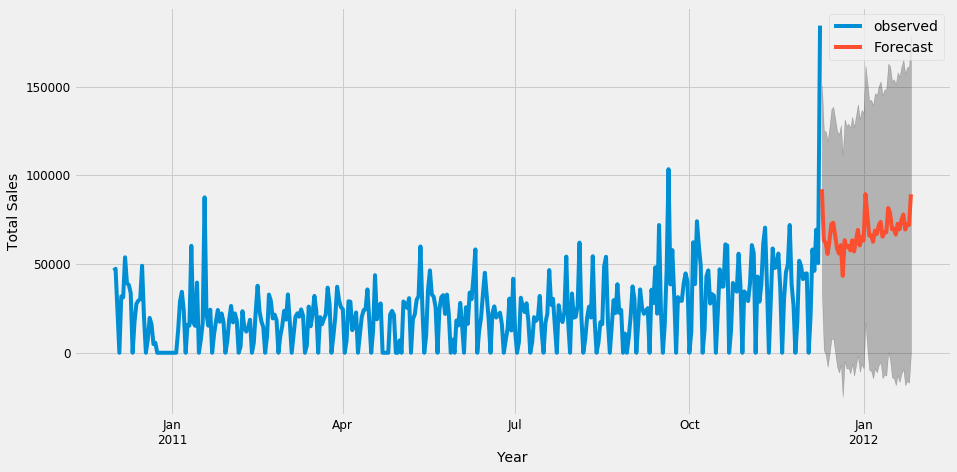 observed
Forecast
150000
100000
50000
0
Total Sales
Jan
2011
Apr
Jul
Oct
Jan
2012
Year